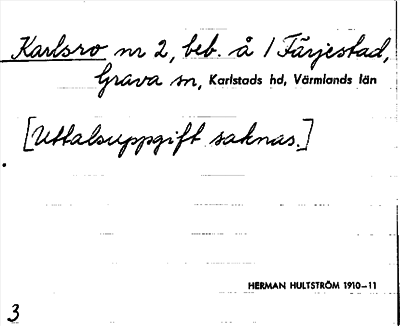 Karlsro nr 2, beb. å 1 Färjestad,
Grava sn, Karlstads hd, Värmlands län
[Uttalsuppgift saknas.]
HERMAN HULTSTRÖM 1910–11
3